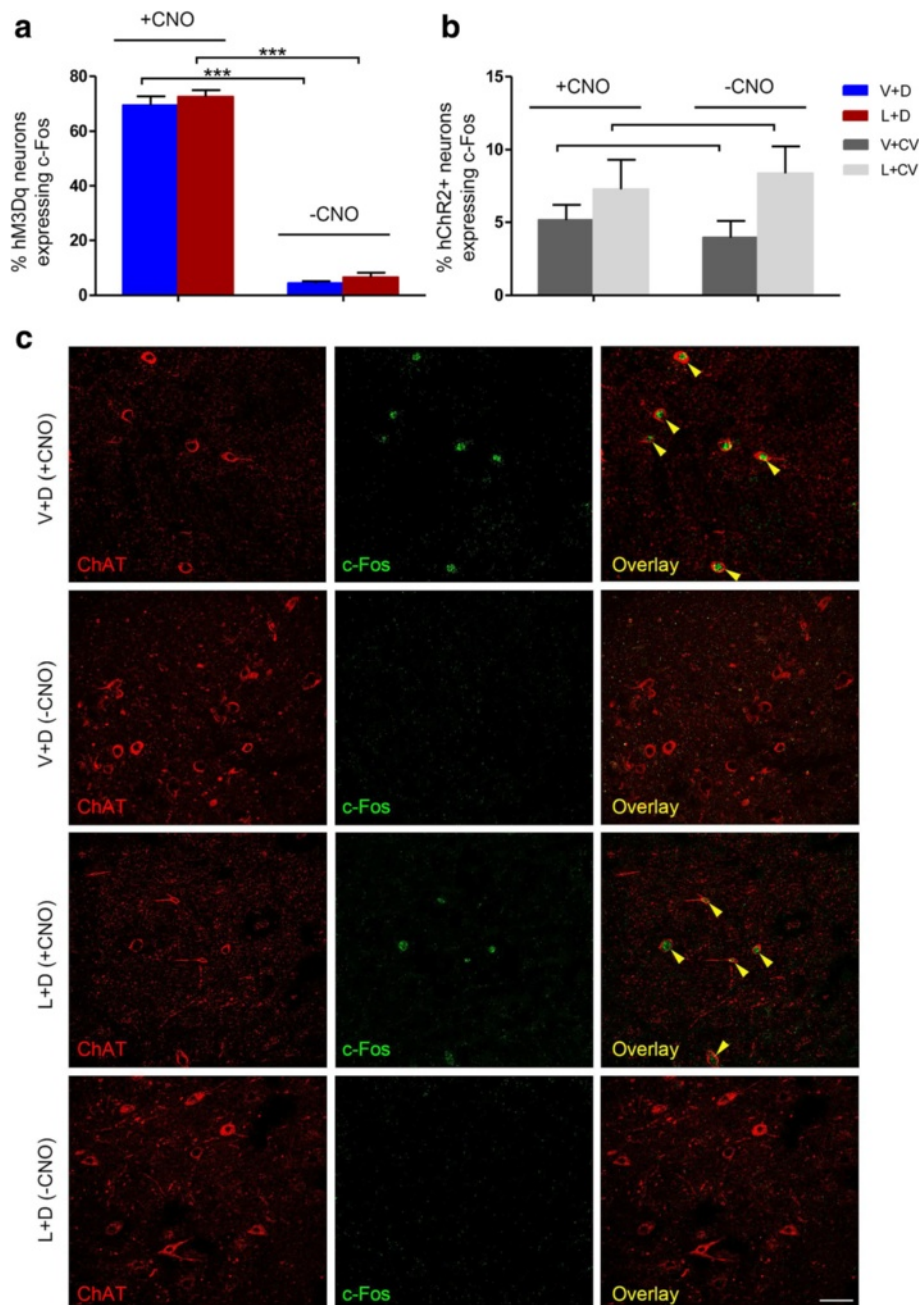 a
+CNO
***
***
-CNO
% hM3Dq neurons
expressing c-Fos
80
60
40
20
0
b
+CNO
-CNO
% hChR2+ neurons
expressing c-Fos
15
10
5
0
V+D
L+D
V+CV
L+CV
c
V+D (+CNO)
ChAT
c-Fos
Overlay
V+D (-CNO)
ChAT
c-Fos
Overlay
L+D (+CNO)
ChAT
c-Fos
Overlay
L+D (-CNO)
ChAT
c-Fos
Overlay